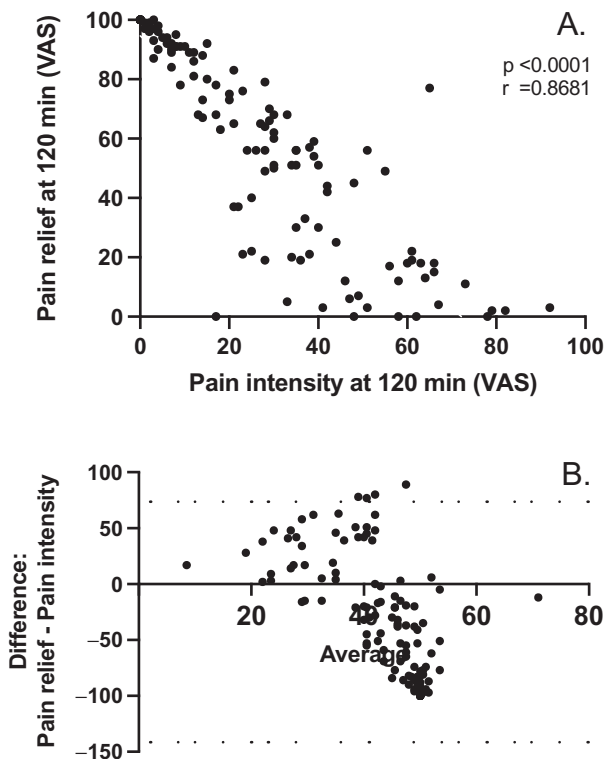 A.
p <0.0001
r =0.8681
Pain relief at 120 min (VAS)
100
80
60
40
20
0
0 20 40 60 80 100
Pain intensity at 120 min (VAS)
B.
Difference:
Pain relief - Pain intensity
100
50
0
−50
−100
−150
20 40 60 80
Average